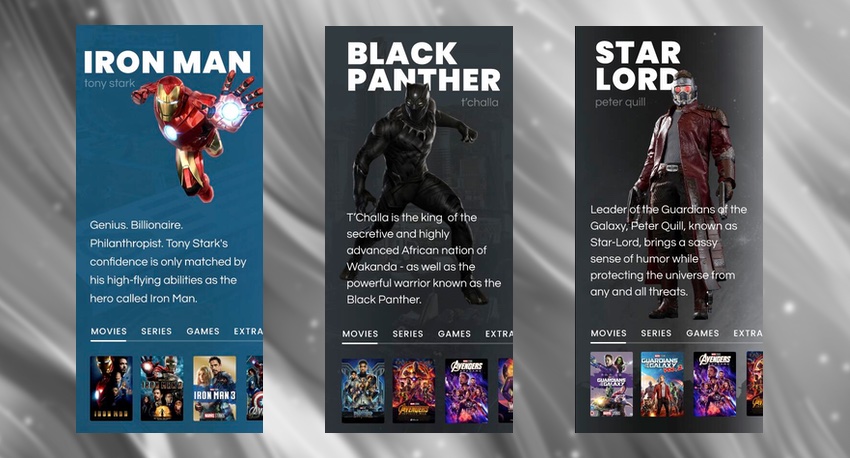 IRON MAN
tony stark
Genius. Billionaire.
Philanthropist. Tony Stark's
confidence is only matched by
his high-flying abilities as the
hero called Iron Man.
MOVIES SERIES GAMES EXTRA
IRON MAN
IRON MAN 3
BLACK
PANTHER
t'challa
T'Challa is the king of the
secretive and highly
advanced African nation of
Wakanda - as well as the
powerful warrior known as the
Black Panther.
MOVIES SERIES GAMES EXTRA
AVENGERS
AVENGERS
STAR
LORD
peter quill
Leader of the Guardians of the
Galaxy, Peter Quill, known as
Star-Lord, brings a sassy
sense of humor while
protecting the universe from
any and all threats.
MOVIES SERIES GAMES EXTRA
GUARDIANS
GALAXY
GUARDIANS
GALAXY
AVENGERS